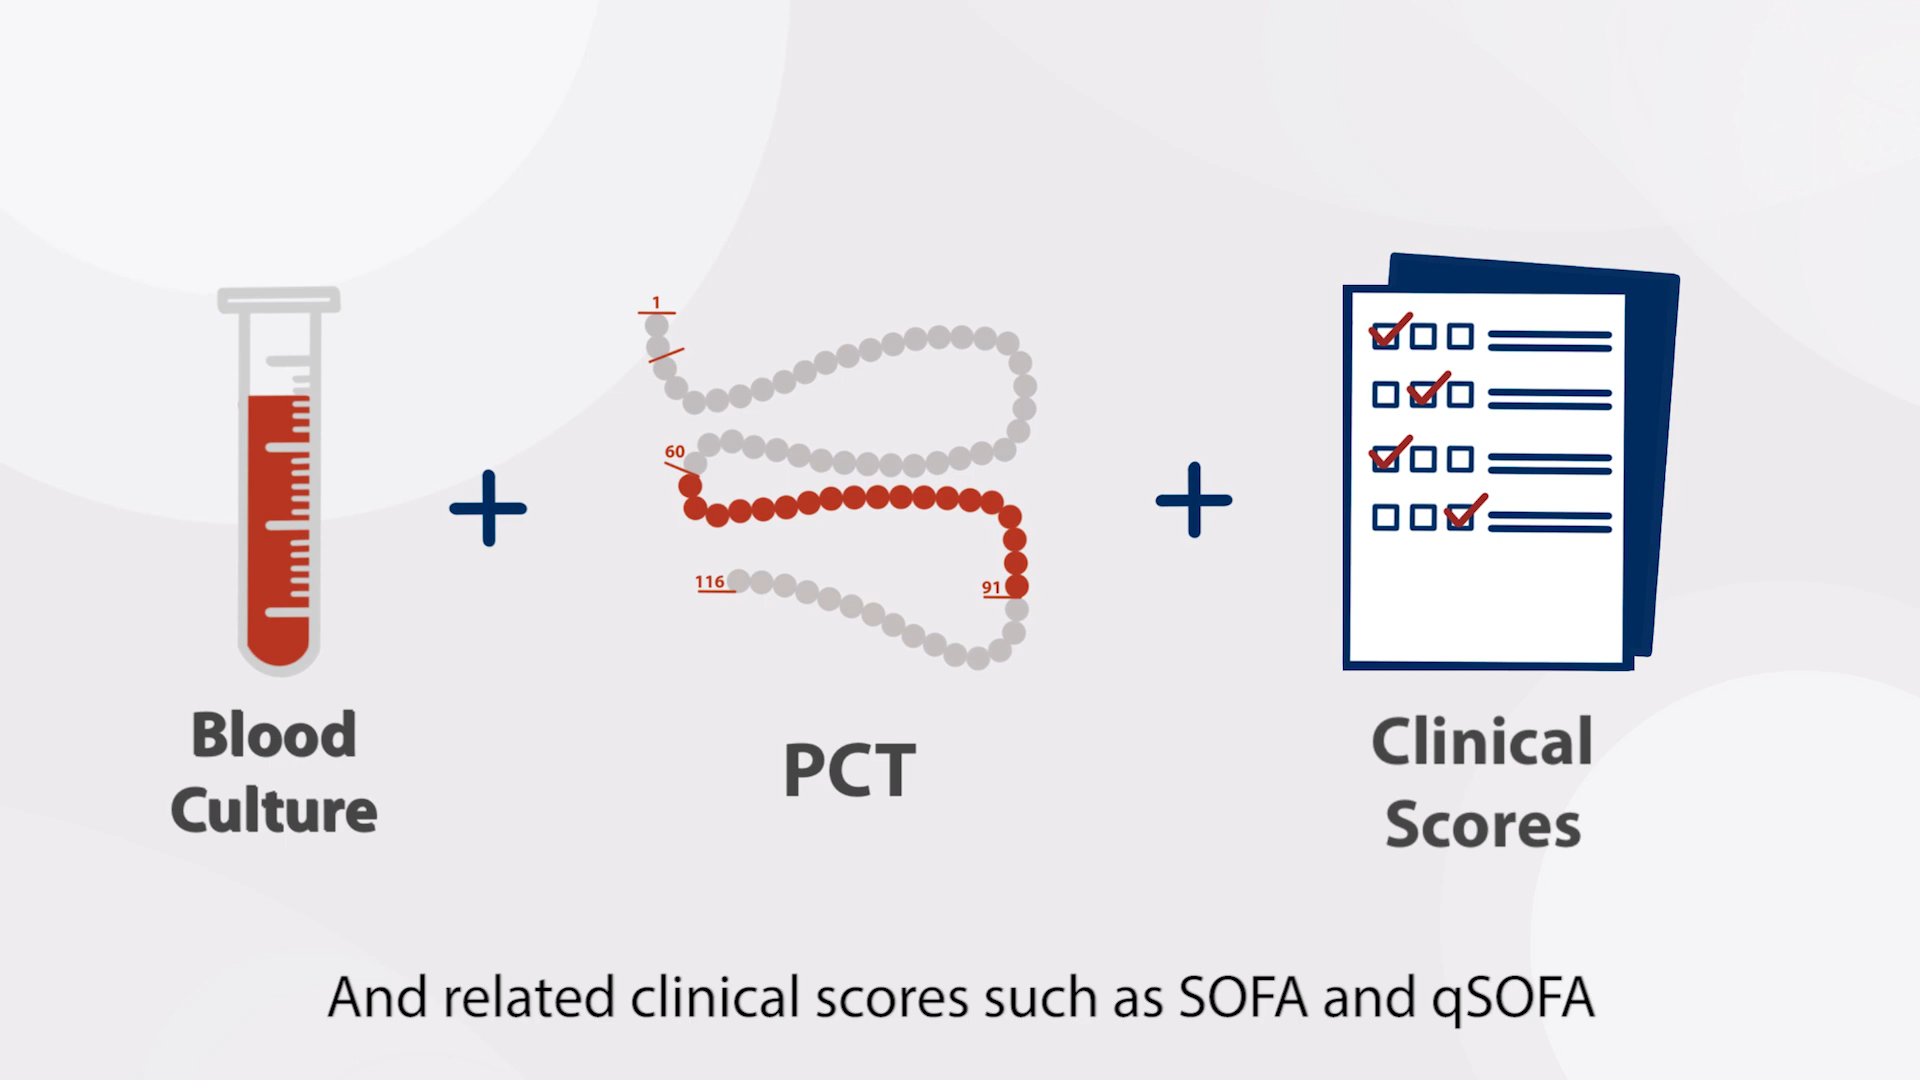 1
60
116
91
Blood
Culture
PCT
Clinical
Scores
And related clinical scores such as SOFA and qSOFA